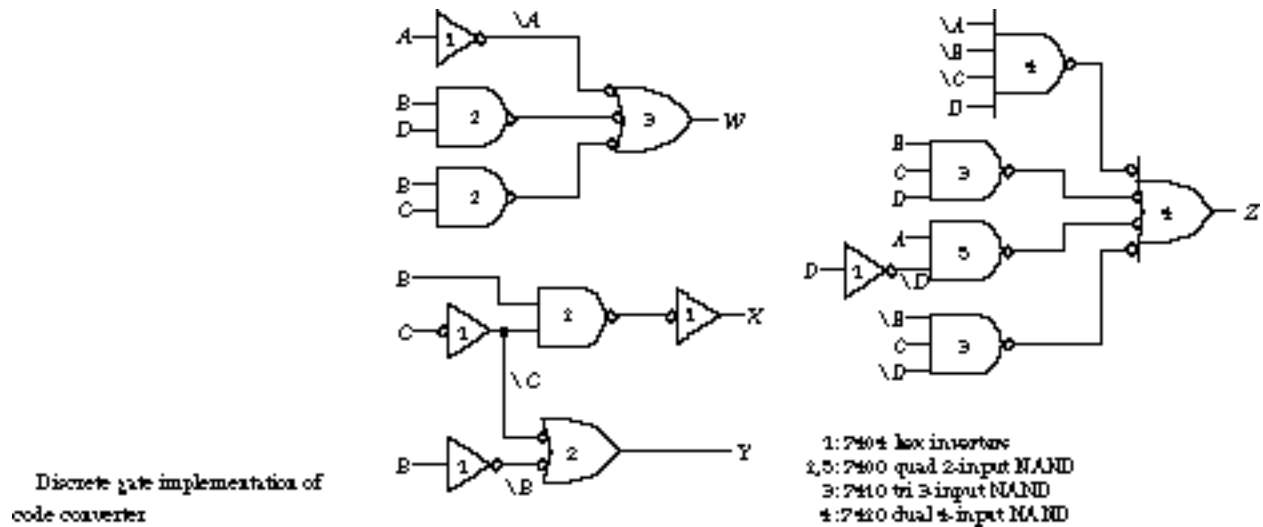 \A
A 1
B
D 2
3 W
B
C 2
B
2
1 X
C 1
\C
2 Y
B 1
\B
\A
\B
\C
D
4
B
C
D
3
A
5
D 1
\D
4 Z
\B
C
\D
3
1: 7404 hex inverters
2,5: 7400 quad 2-input NAND
3: 7410 tri 3-input NAND
4: 7420 dual 4-input NAND
Discrete gate implementation of
code converter